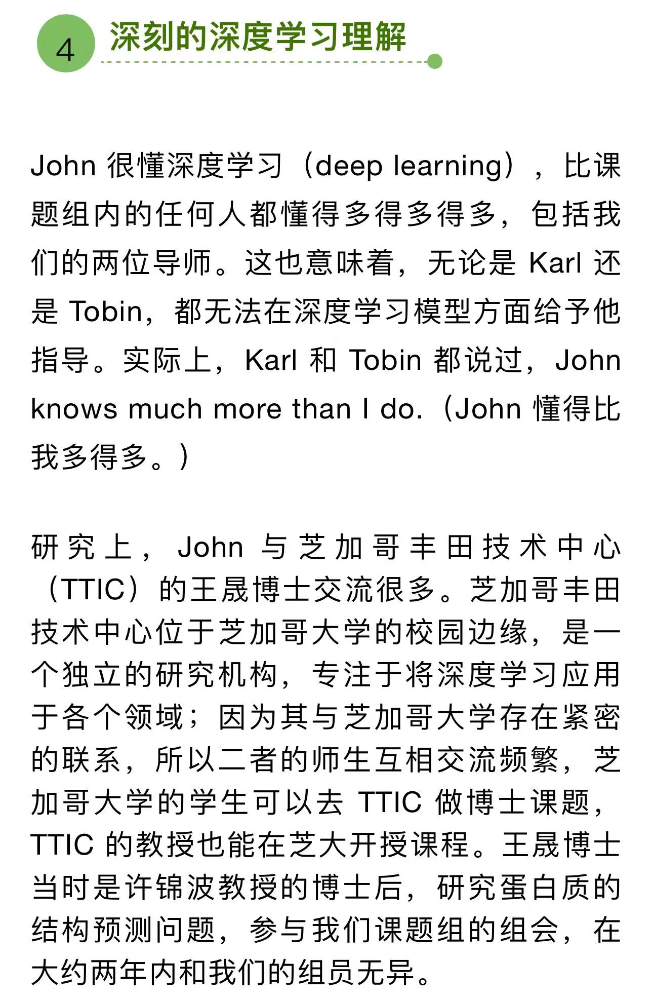 4
深刻的深度学习理解
John 很懂深度学习（deep learning），比课
题组内的任何人都懂得多得多得多，包括我
们的两位导师。这也意味着，无论是 Karl 还
是 Tobin，都无法在深度学习模型方面给予他
指导。实际上，Karl 和 Tobin 都说过，John
knows much more than I do.（John 懂得比
我多得多。）
研究上，John 与芝加哥丰田技术中心
（TTIC）的王晟博士交流很多。芝加哥丰田
技术中心位于芝加哥大学的校园边缘，是一
个独立的研究机构，专注于将深度学习应用
于各个领域；因为其与芝加哥大学存在紧密
的联系，所以二者的师生互相交流频繁，芝
加哥大学的学生可以去 TTIC 做博士课题，
TTIC 的教授也能在芝大开授课程。王晟博士
当时是许锦波教授的博士后，研究蛋白质的
结构预测问题，参与我们课题组的组会，在
大约两年内和我们的组员无异。